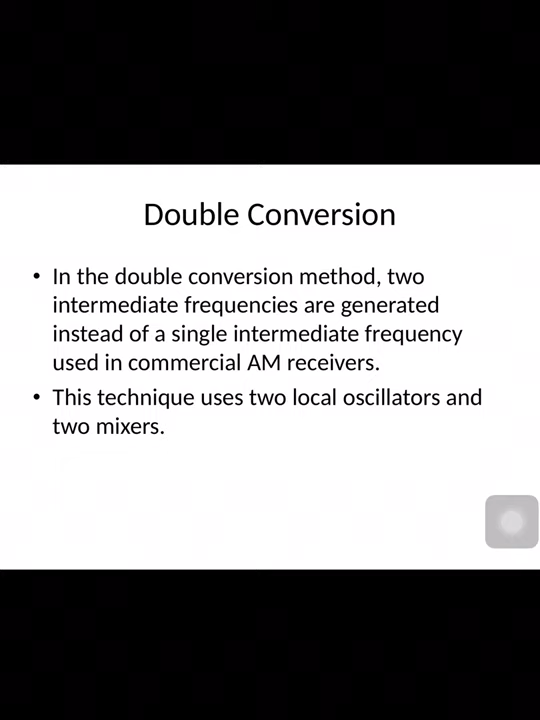 Double Conversion
• In the double conversion method, two
intermediate frequencies are generated
instead of a single intermediate frequency
used in commercial AM receivers.
• This technique uses two local oscillators and
two mixers.